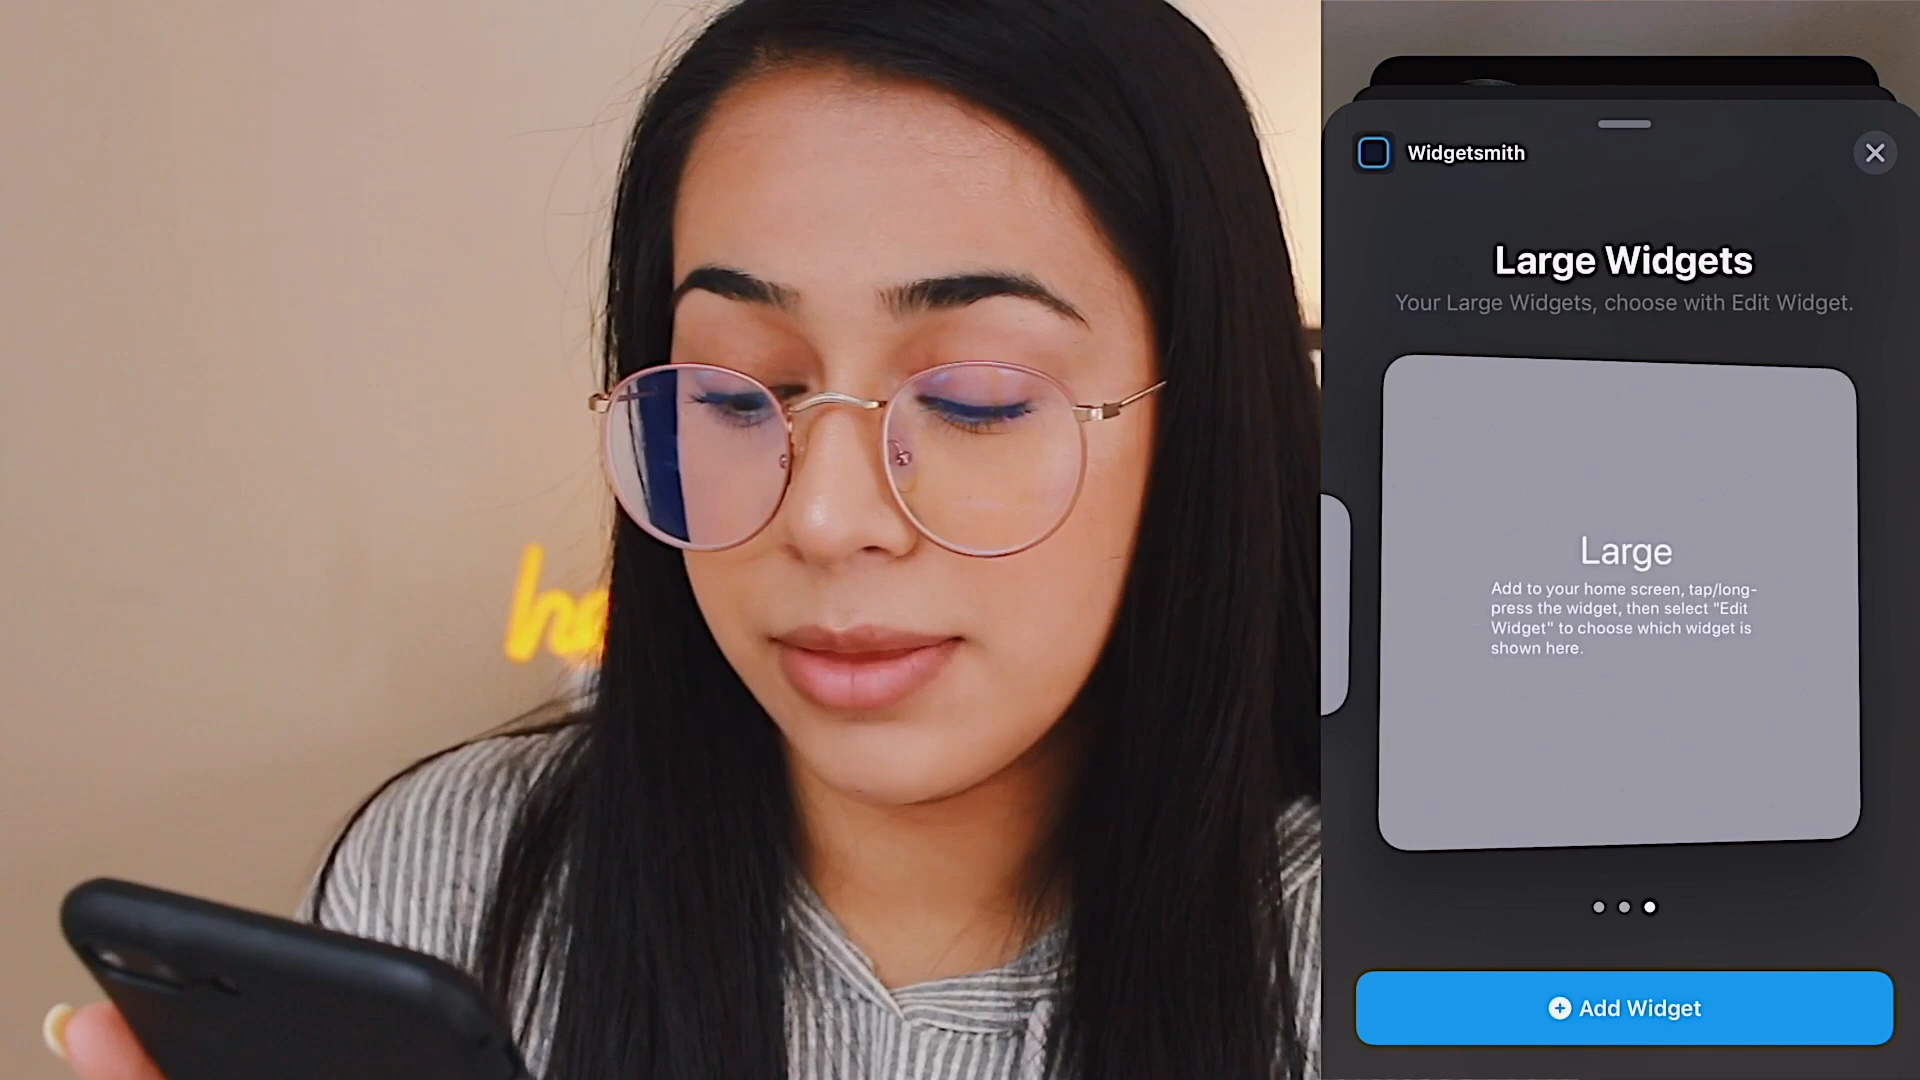 Widgetsmith
Large Widgets
Your Large Widgets, choose with Edit Widget.
Large
Add to your home screen, tap/long-
press the widget, then select "Edit
Widget" to choose which widget is
shown here.
Add Widget